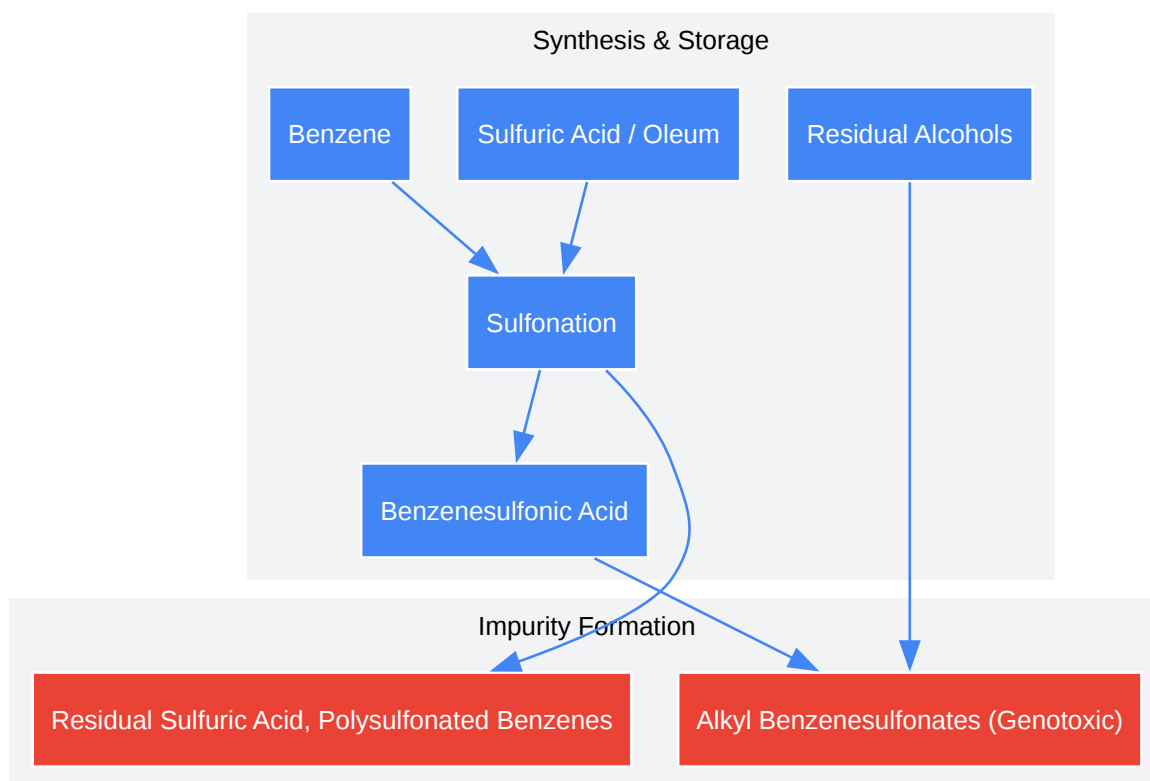 Synthesis & Storage
Benzene
Sulfuric Acid / Oleum
Residual Alcohols
Sulfonation
Benzenesulfonic Acid
Impurity Formation
Residual Sulfuric Acid, Polysulfonated Benzenes
Alkyl Benzenesulfonates (Genotoxic)